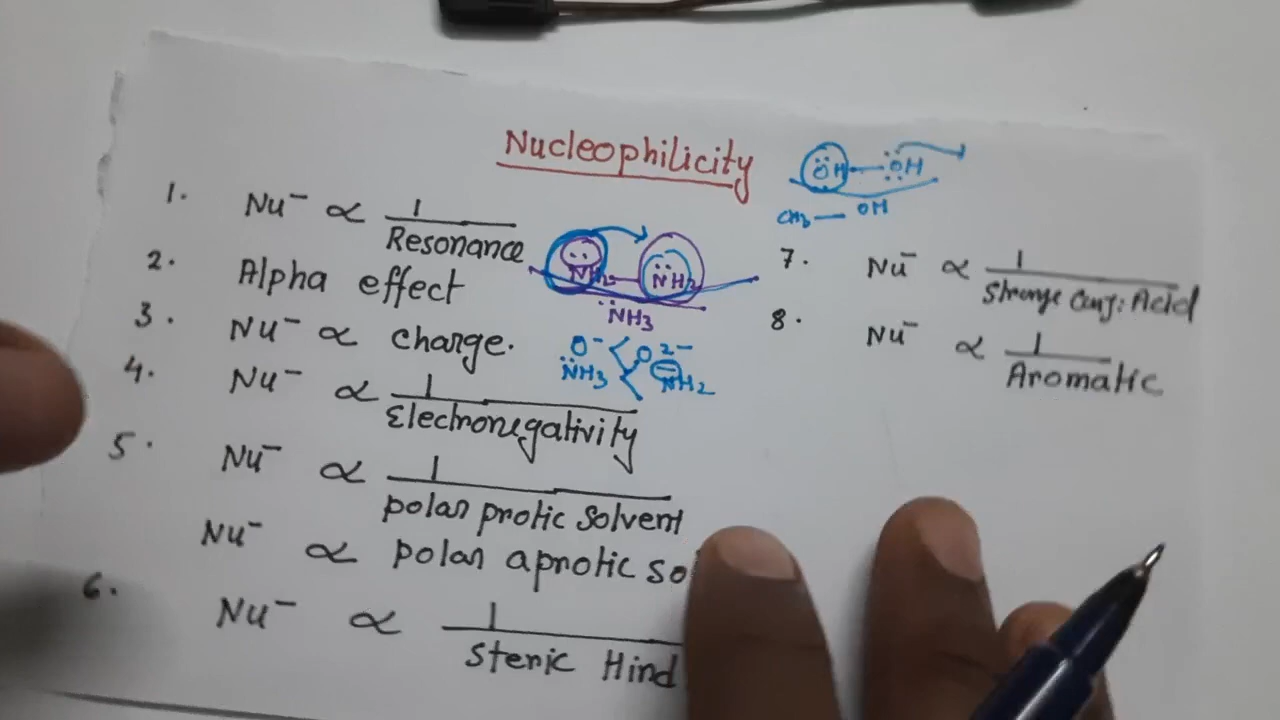 Nucleophilicity
1. Nu⁻ ∝ 1 / Resonance
2. Alpha effect
3. Nu⁻ ∝ charge.
4. Nu⁻ ∝ 1 / Electronegativity
5. Nu⁻ ∝ 1 / polar protic solvent
Nu⁻ ∝ polar aprotic so
6. Nu⁻ ∝ 1 / Steric Hind
NH₂ — NH₂
NH₃
O⁻ < O²⁻
NH₃ < ⊖NH₂
OH — OH
CH₃ — OH
7. Nu⁻ ∝ 1 / Stronge Conj: Acid
8. Nu⁻ ∝ 1 / Aromatic